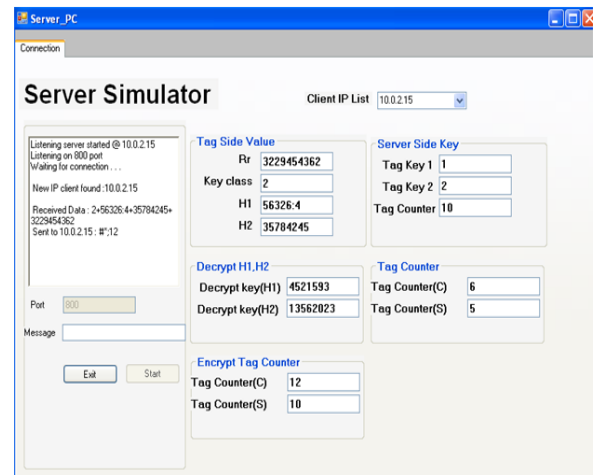 Server_PC
Connection
Server Simulator
Client IP List 10.0.2.15
Listening server started @ 10.0.2.15
Listening on 800 port
Waiting for connection . . .
New IP client found :10.0.2.15
Received Data : 2+56326:4+35784245+
3229454362
Sent to 10.0.2.15 : #";12
Port 800
Message
Exit Start
Tag Side Value
Rr 3229454362
Key class 2
H1 56326:4
H2 35784245
Server Side Key
Tag Key 1 1
Tag Key 2 2
Tag Counter 10
Decrypt H1,H2
Decrypt key(H1) 4521593
Decrypt key(H2) 13562023
Tag Counter
Tag Counter(C) 6
Tag Counter(S) 5
Encrypt Tag Counter
Tag Counter(C) 12
Tag Counter(S) 10